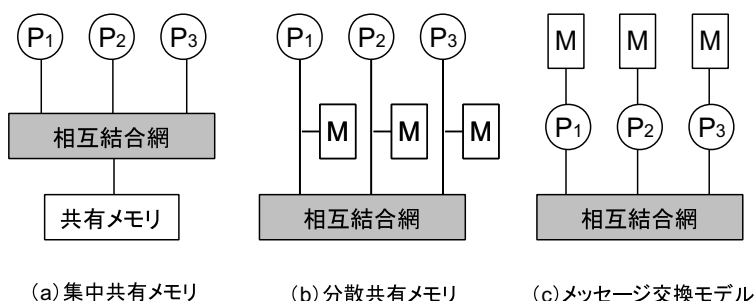 P1 P2 P3
相互結合網
共有メモリ
(a)集中共有メモリ
P1 P2 P3
M M M
相互結合網
(b)分散共有メモリ
M M M
P1 P2 P3
相互結合網
(c)メッセージ交換モデル